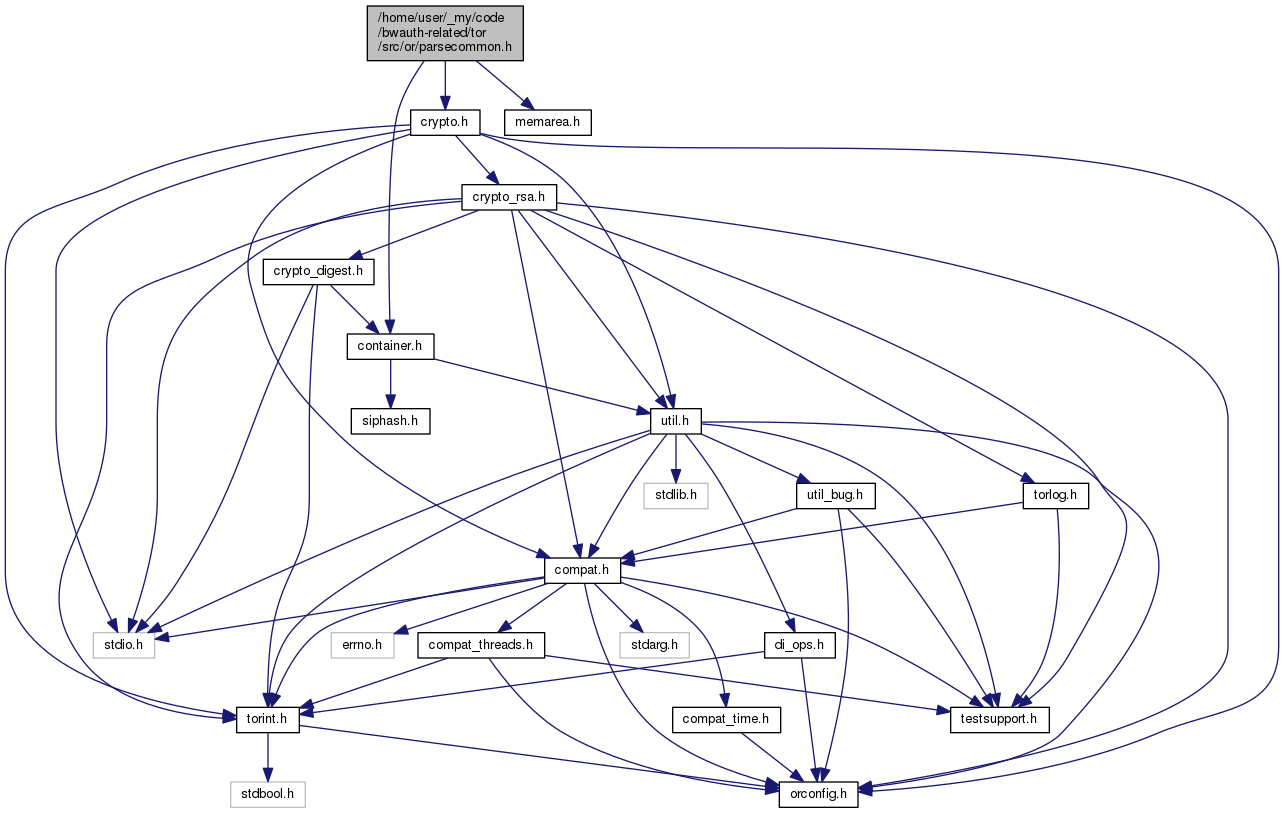 /home/user/_my/code
/bwauth-related/tor
/src/or/parsecommon.h
crypto.h
memarea.h
crypto_rsa.h
crypto_digest.h
container.h
siphash.h
util.h
stdlib.h
util_bug.h
torlog.h
compat.h
stdio.h
errno.h
compat_threads.h
stdarg.h
di_ops.h
torint.h
compat_time.h
testsupport.h
stdbool.h
orconfig.h